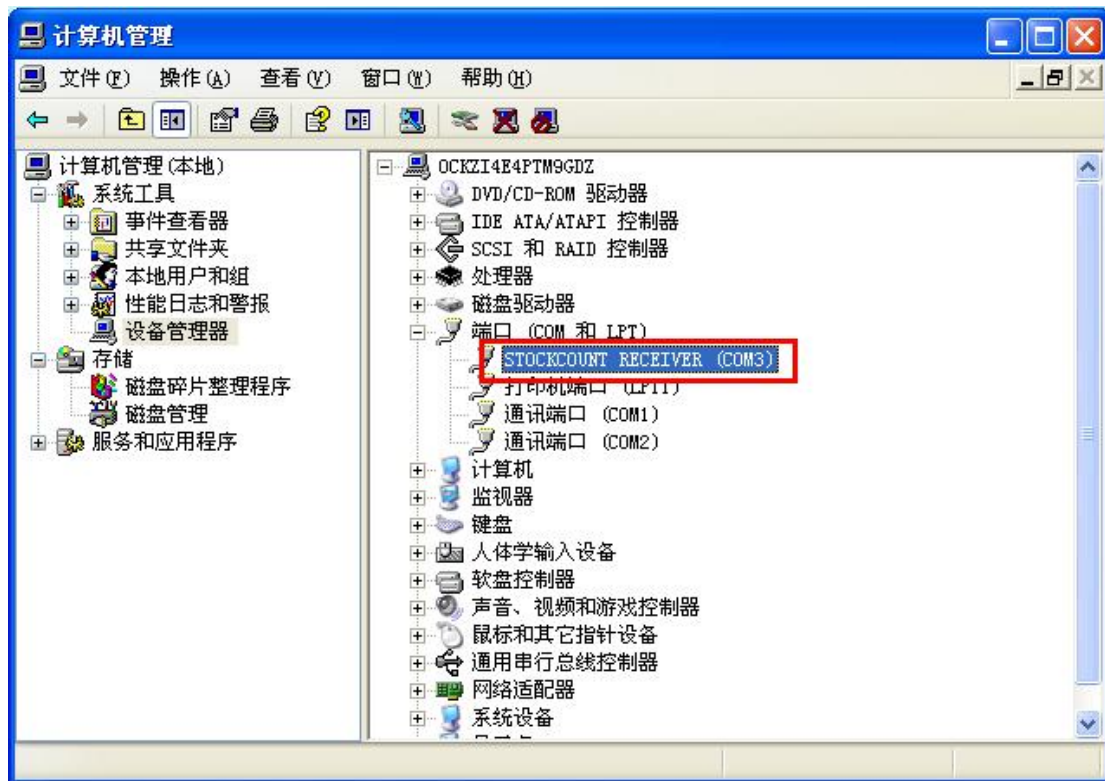 计算机管理
文件(F) 操作(A) 查看(V) 窗口(W) 帮助(H)
计算机管理(本地)
系统工具
事件查看器
共享文件夹
本地用户和组
性能日志和警报
设备管理器
存储
磁盘碎片整理程序
磁盘管理
服务和应用程序
OCKZI4E4PTM9GDZ
DVD/CD-ROM 驱动器
IDE ATA/ATAPI 控制器
SCSI 和 RAID 控制器
处理器
磁盘驱动器
端口 (COM 和 LPT)
STOCKCOUNT RECEIVER (COM3)
打印机端口 (LPT1)
通讯端口 (COM1)
通讯端口 (COM2)
计算机
监视器
键盘
人体学输入设备
软盘控制器
声音、视频和游戏控制器
鼠标和其它指针设备
通用串行总线控制器
网络适配器
系统设备